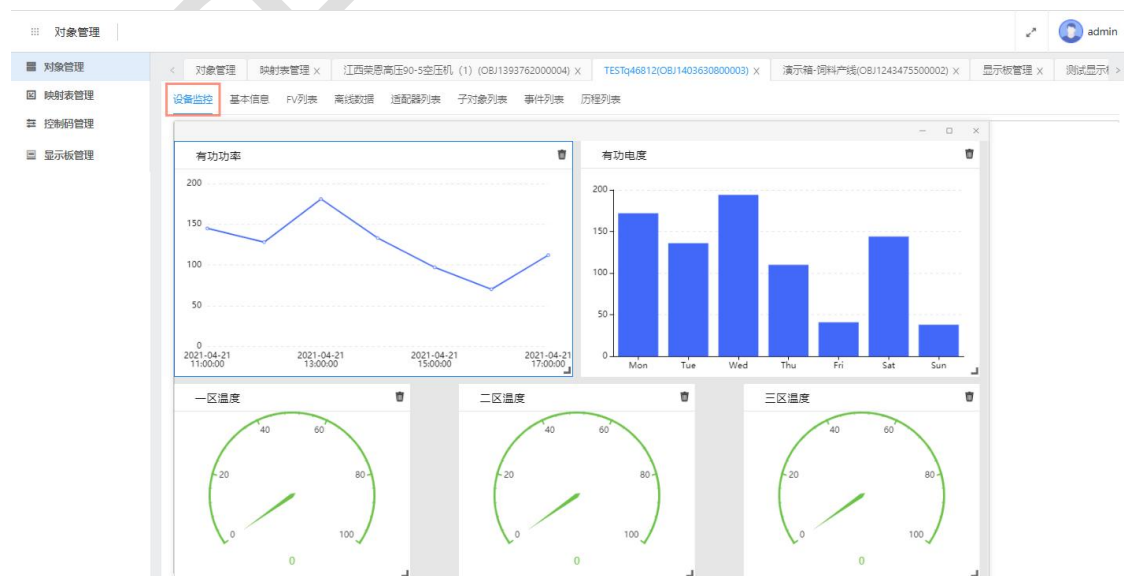 对象管理
admin
对象管理
映射表管理
控制码管理
显示板管理
对象管理 映射表管理 × 江西荣恩高压90-5空压机 (1) (OBJ1393762000004) × TESTq46812(OBJ1403630800003) × 演示箱-饲料产线(OBJ1243475500002) × 显示板管理 × 测试显示
设备监控 基本信息 FV列表 离线数据 适配器列表 子对象列表 事件列表 历程列表
有功功率
200
150
100
50
0
2021-04-21 2021-04-21 2021-04-21 2021-04-21
11:00:00 13:00:00 15:00:00 17:00:00
有功电度
200
150
100
50
0
Mon Tue Wed Thu Fri Sat Sun
一区温度
40 60
20 80
0 100
0
二区温度
40 60
20 80
0 100
0
三区温度
40 60
20 80
0 100
0